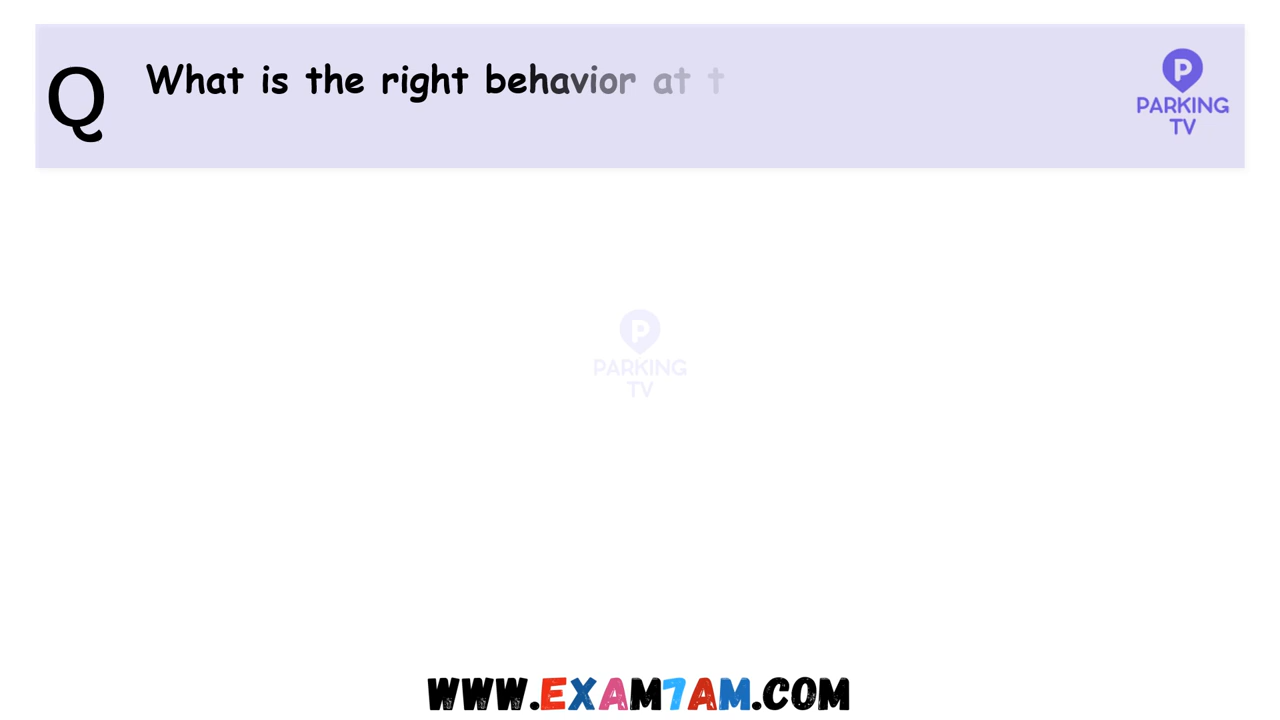 Q What is the right behavior at t
P
PARKING
TV
P
PARKING
TV
WWW.EXAM7AM.COM